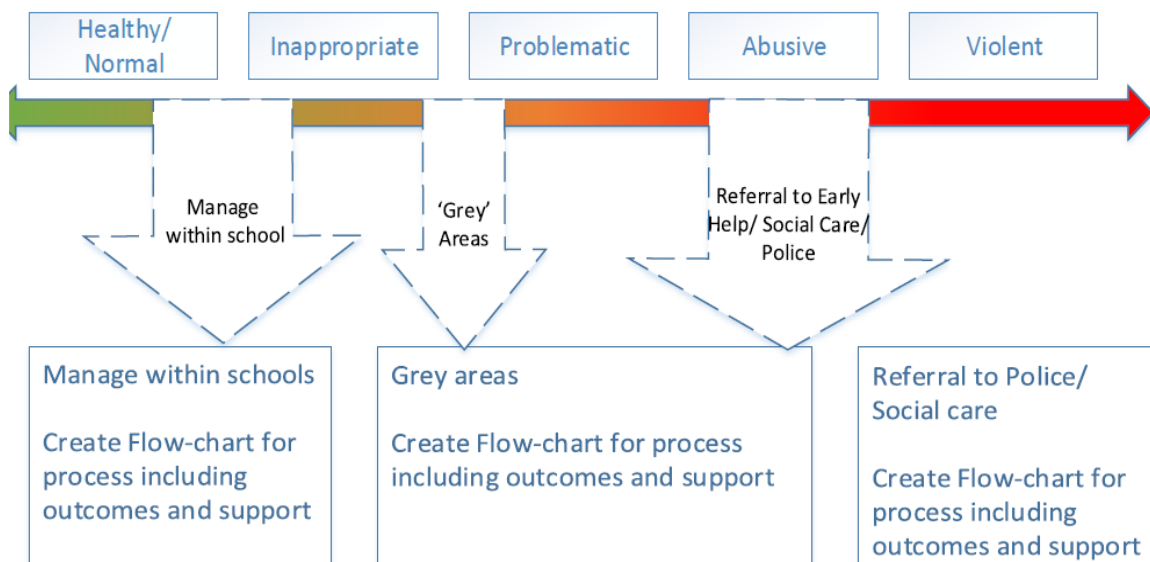 Healthy/
Normal
Inappropriate
Problematic
Abusive
Violent
Manage
within school
‘Grey’
Areas
Referral to Early
Help/ Social Care/
Police
Manage within schools
Create Flow-chart for
process including
outcomes and support
Grey areas
Create Flow-chart for process
including outcomes and support
Referral to Police/
Social care
Create Flow-chart for
process including
outcomes and support